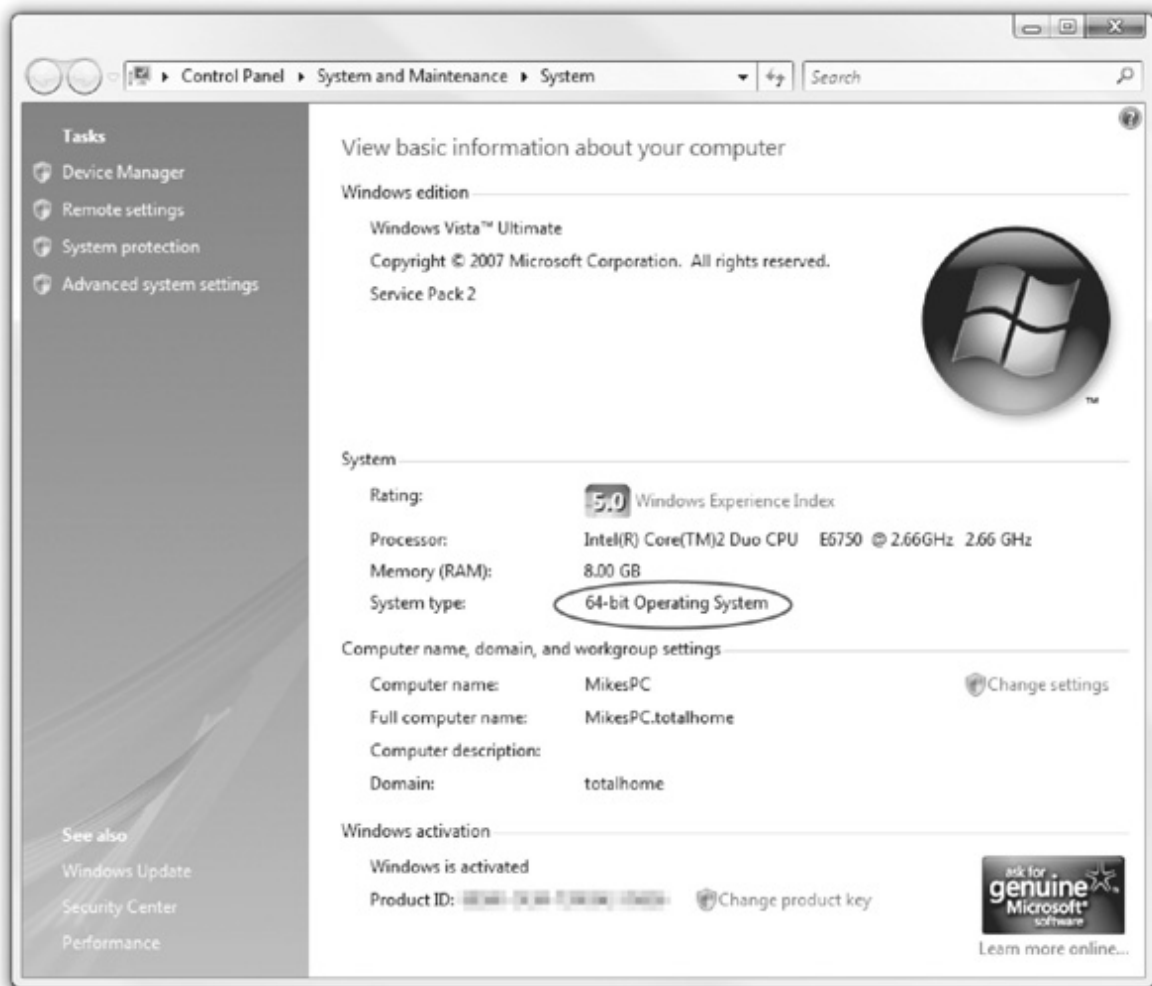 Control Panel ▸ System and Maintenance ▸ System
Search
Tasks
Device Manager
Remote settings
System protection
Advanced system settings
View basic information about your computer
Windows edition
Windows Vista™ Ultimate
Copyright © 2007 Microsoft Corporation. All rights reserved.
Service Pack 2
TM
System
Rating: 5.0 Windows Experience Index
Processor: Intel(R) Core(TM)2 Duo CPU E6750 @ 2.66GHz 2.66 GHz
Memory (RAM): 8.00 GB
System type: 64-bit Operating System
Computer name, domain, and workgroup settings
Computer name: MikesPC
Change settings
Full computer name: MikesPC.totalhome
Computer description:
Domain: totalhome
Windows activation
Windows is activated
Product ID:
Change product key
ask for
genuine
Microsoft®
software
Learn more online...
See also
Windows Update
Security Center
Performance